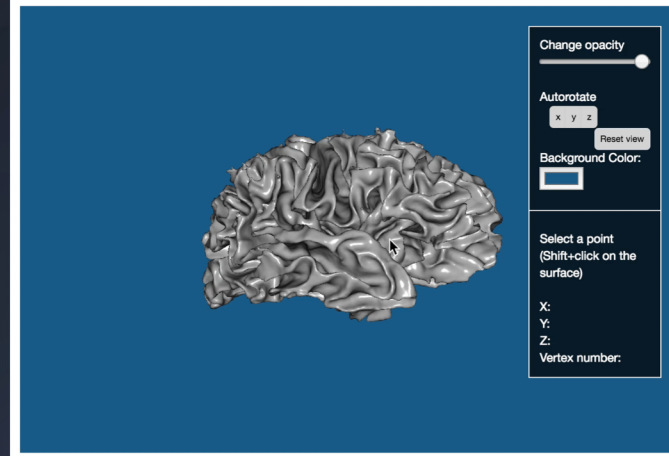 Change opacity
Autorotate
x y z
Reset view
Background Color:
Select a point
(Shift+click on the
surface)
X:
Y:
Z:
Vertex number: